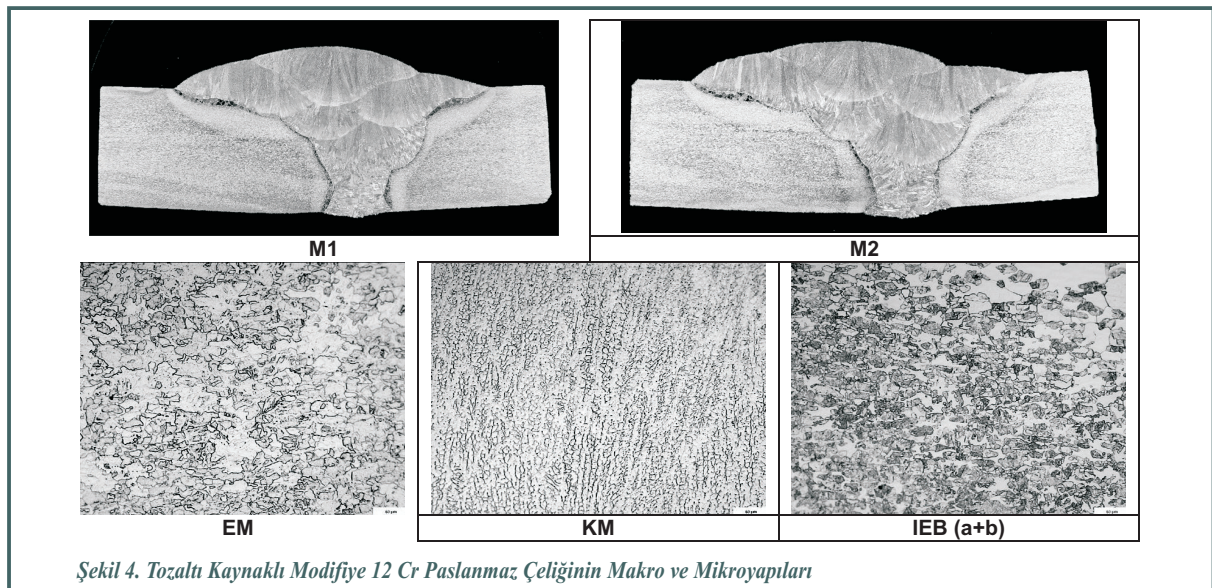 M1
M2
EM
KM
IEB (a+b)
Şekil 4. Tozaltı Kaynaklı Modifiye 12 Cr Paslanmaz Çeliğinin Makro ve Mikroyapıları